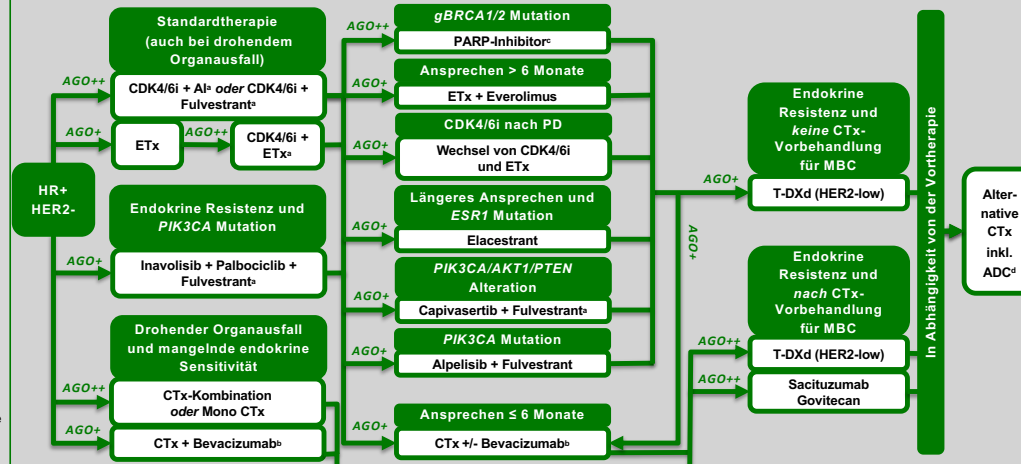 HR+
HER2-
AGO++
Standardtherapie
(auch bei drohendem
Organausfall)
CDK4/6i + AIᵃ oder CDK4/6i +
Fulvestrantᵃ
AGO+
ETx
AGO++
CDK4/6i +
ETxᵃ
Endokrine Resistenz und
PIK3CA Mutation
AGO+
Inavolisib + Palbociclib +
Fulvestrantᵃ
Drohender Organausfall
und mangelnde endokrine
Sensitivität
AGO++
CTx-Kombination
oder Mono CTx
AGO+
CTx + Bevacizumabᵇ
gBRCA1/2 Mutation
AGO++
PARP-Inhibitorᶜ
Ansprechen > 6 Monate
AGO+
ETx + Everolimus
CDK4/6i nach PD
AGO+
Wechsel von CDK4/6i
und ETx
Längeres Ansprechen und
ESR1 Mutation
AGO+
Elacestrant
PIK3CA/AKT1/PTEN
Alteration
AGO+
Capivasertib + Fulvestrantᵃ
PIK3CA Mutation
AGO+
Alpelisib + Fulvestrant
Ansprechen ≤ 6 Monate
AGO+
CTx +/- Bevacizumabᵇ
AGO+
Endokrine
Resistenz und
keine CTx-
Vorbehandlung
für MBC
AGO+
T-DXd (HER2-low)
Endokrine
Resistenz und
nach CTx-
Vorbehandlung
für MBC
AGO++
T-DXd (HER2-low)
AGO++
Sacituzumab
Govitecan
In Abhängigkeit von der Vortherapie
Alter-
native
CTx
inkl.
ADCᵈ